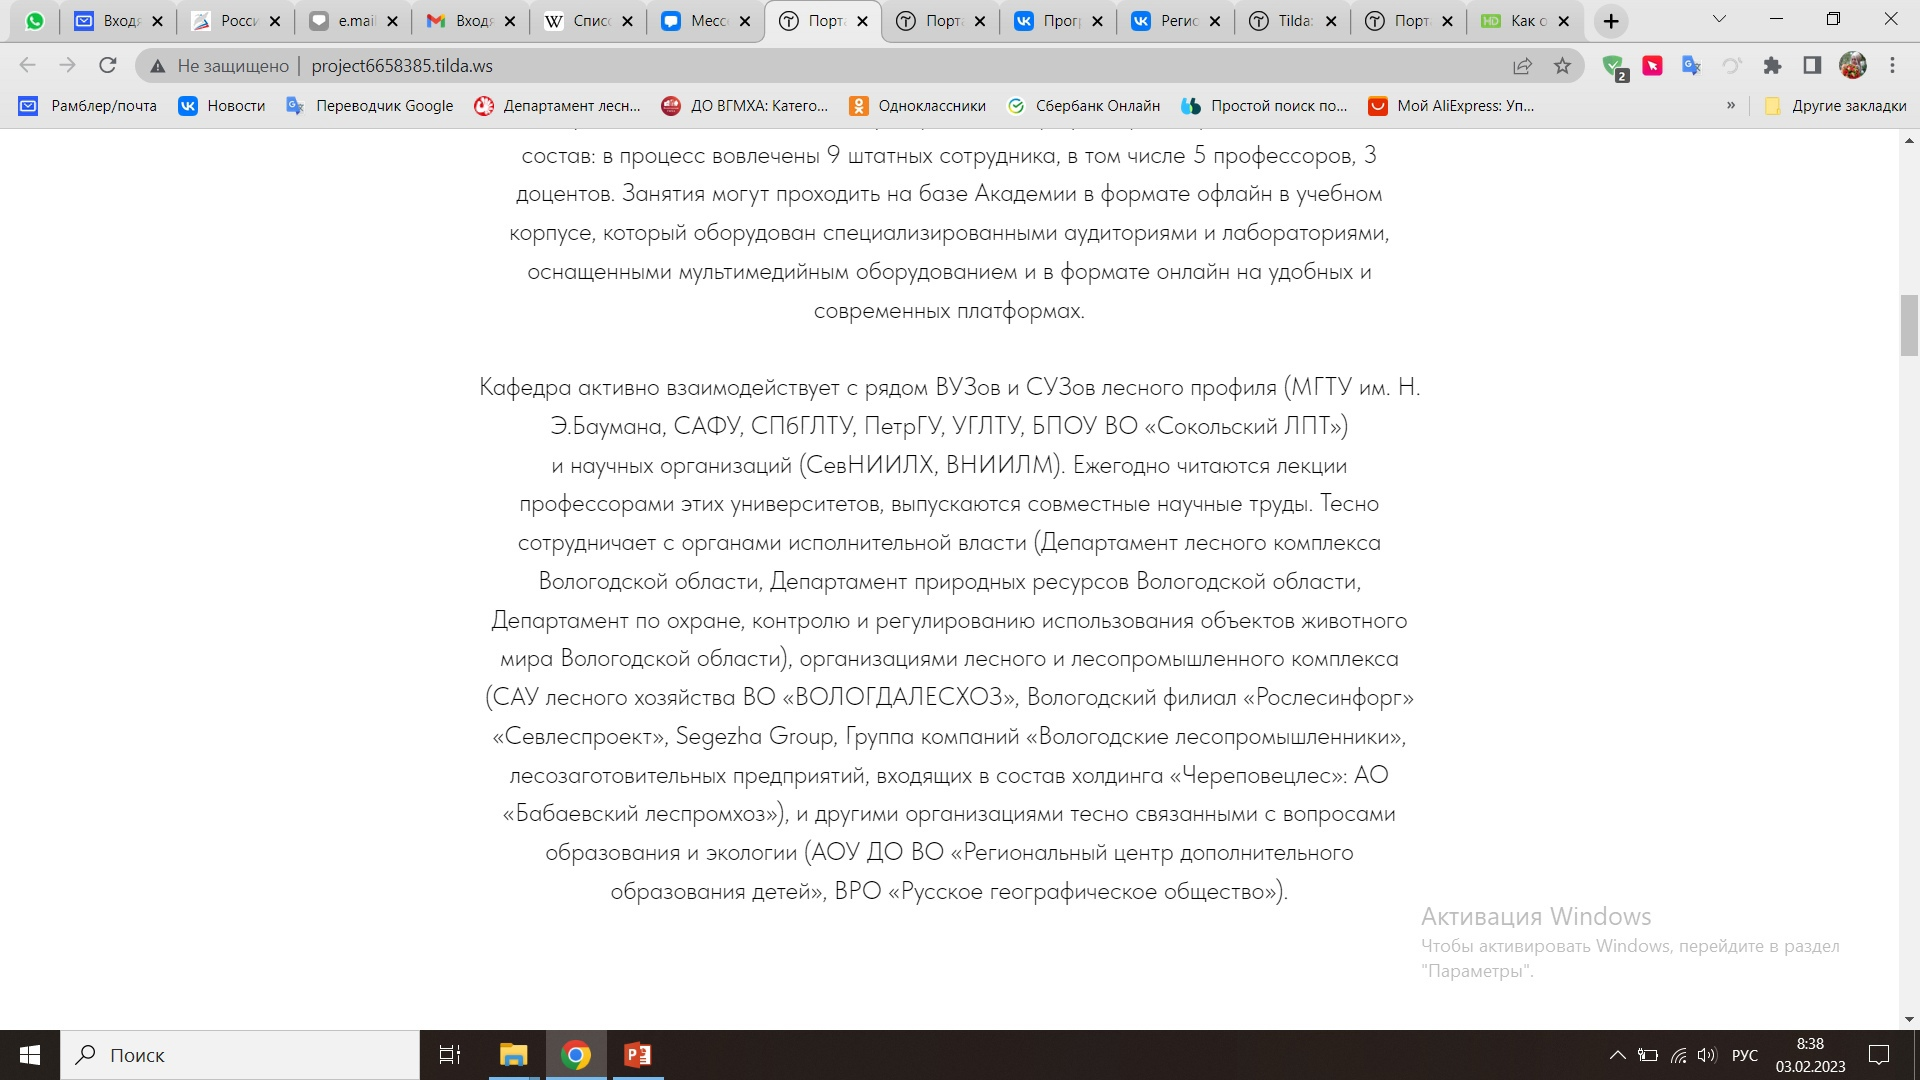 Входя
Росси
e.mail
Входя
Списо
Мессе
Порта
Порта
Прогр
Регис
Tilda:
Порта
Как о
Не защищено
project6658385.tilda.ws
2
Рамблер/почта
Новости
Переводчик Google
Департамент лесн...
ДО ВГМХА: Катего...
Одноклассники
Сбербанк Онлайн
Простой поиск по...
Мой AliExpress: Уп...
»
Другие закладки
состав: в процесс вовлечены 9 штатных сотрудника, в том числе 5 профессоров, 3
доцентов. Занятия могут проходить на базе Академии в формате офлайн в учебном
корпусе, который оборудован специализированными аудиториями и лабораториями,
оснащенными мультимедийным оборудованием и в формате онлайн на удобных и
современных платформах.
Кафедра активно взаимодействует с рядом ВУЗов и СУЗов лесного профиля (МГТУ им. Н.
Э.Баумана, САФУ, СПбГЛТУ, ПетрГУ, УГЛТУ, БПОУ ВО «Сокольский ЛПТ»)
и научных организаций (СевНИИЛХ, ВНИИЛМ). Ежегодно читаются лекции
профессорами этих университетов, выпускаются совместные научные труды. Тесно
сотрудничает с органами исполнительной власти (Департамент лесного комплекса
Вологодской области, Департамент природных ресурсов Вологодской области,
Департамент по охране, контролю и регулированию использования объектов животного
мира Вологодской области), организациями лесного и лесопромышленного комплекса
(САУ лесного хозяйства ВО «ВОЛОГДАЛЕСХОЗ», Вологодский филиал «Рослесинфорг»
«Севлеспроект», Segezha Group, Группа компаний «Вологодские лесопромышленники»,
лесозаготовительных предприятий, входящих в состав холдинга «Череповецлес»: АО
«Бабаевский леспромхоз»), и другими организациями тесно связанными с вопросами
образования и экологии (АОУ ДО ВО «Региональный центр дополнительного
образования детей», ВРО «Русское географическое общество»).
Активация Windows
Чтобы активировать Windows, перейдите в раздел
"Параметры".
Поиск
РУС
8:38
03.02.2023